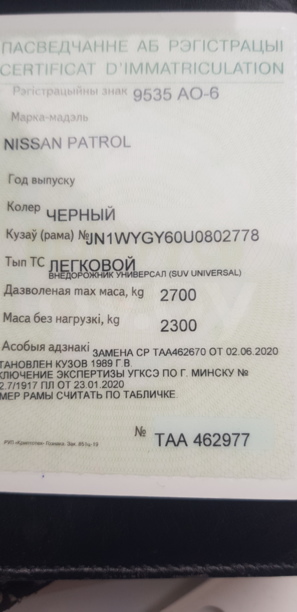 ПАСВЕДЧАННЕ АБ РЭГІСТРАЦЫІ
CERTIFICAT D'IMMATRICULATION
Рэгістрацыйны знак 9535 AO-6
Марка-мадэль
NISSAN PATROL
Год выпуску
Колер ЧЕРНЫЙ
Кузаў (рама) № JN1WYGY60U0802778
Тып ТС ЛЕГКОВОЙ
ВНЕДОРОЖНИК УНИВЕРСАЛ (SUV UNIVERSAL)
Дазволеная max маса, kg 2700
Маса без нагрузкі, kg 2300
Асобыя адзнакі ЗАМЕНА СР ТАА462670 ОТ 02.06.2020
ТАНОВЛЕН КУЗОВ 1989 Г.В.
КЛЮЧЕНИЕ ЭКСПЕРТИЗЫ УГКСЭ ПО Г. МИНСКУ №
2.7/1917 ПЛ ОТ 23.01.2020
МЕР РАМЫ СЧИТАТЬ ПО ТАБЛИЧКЕ.
№ ТАА 462977